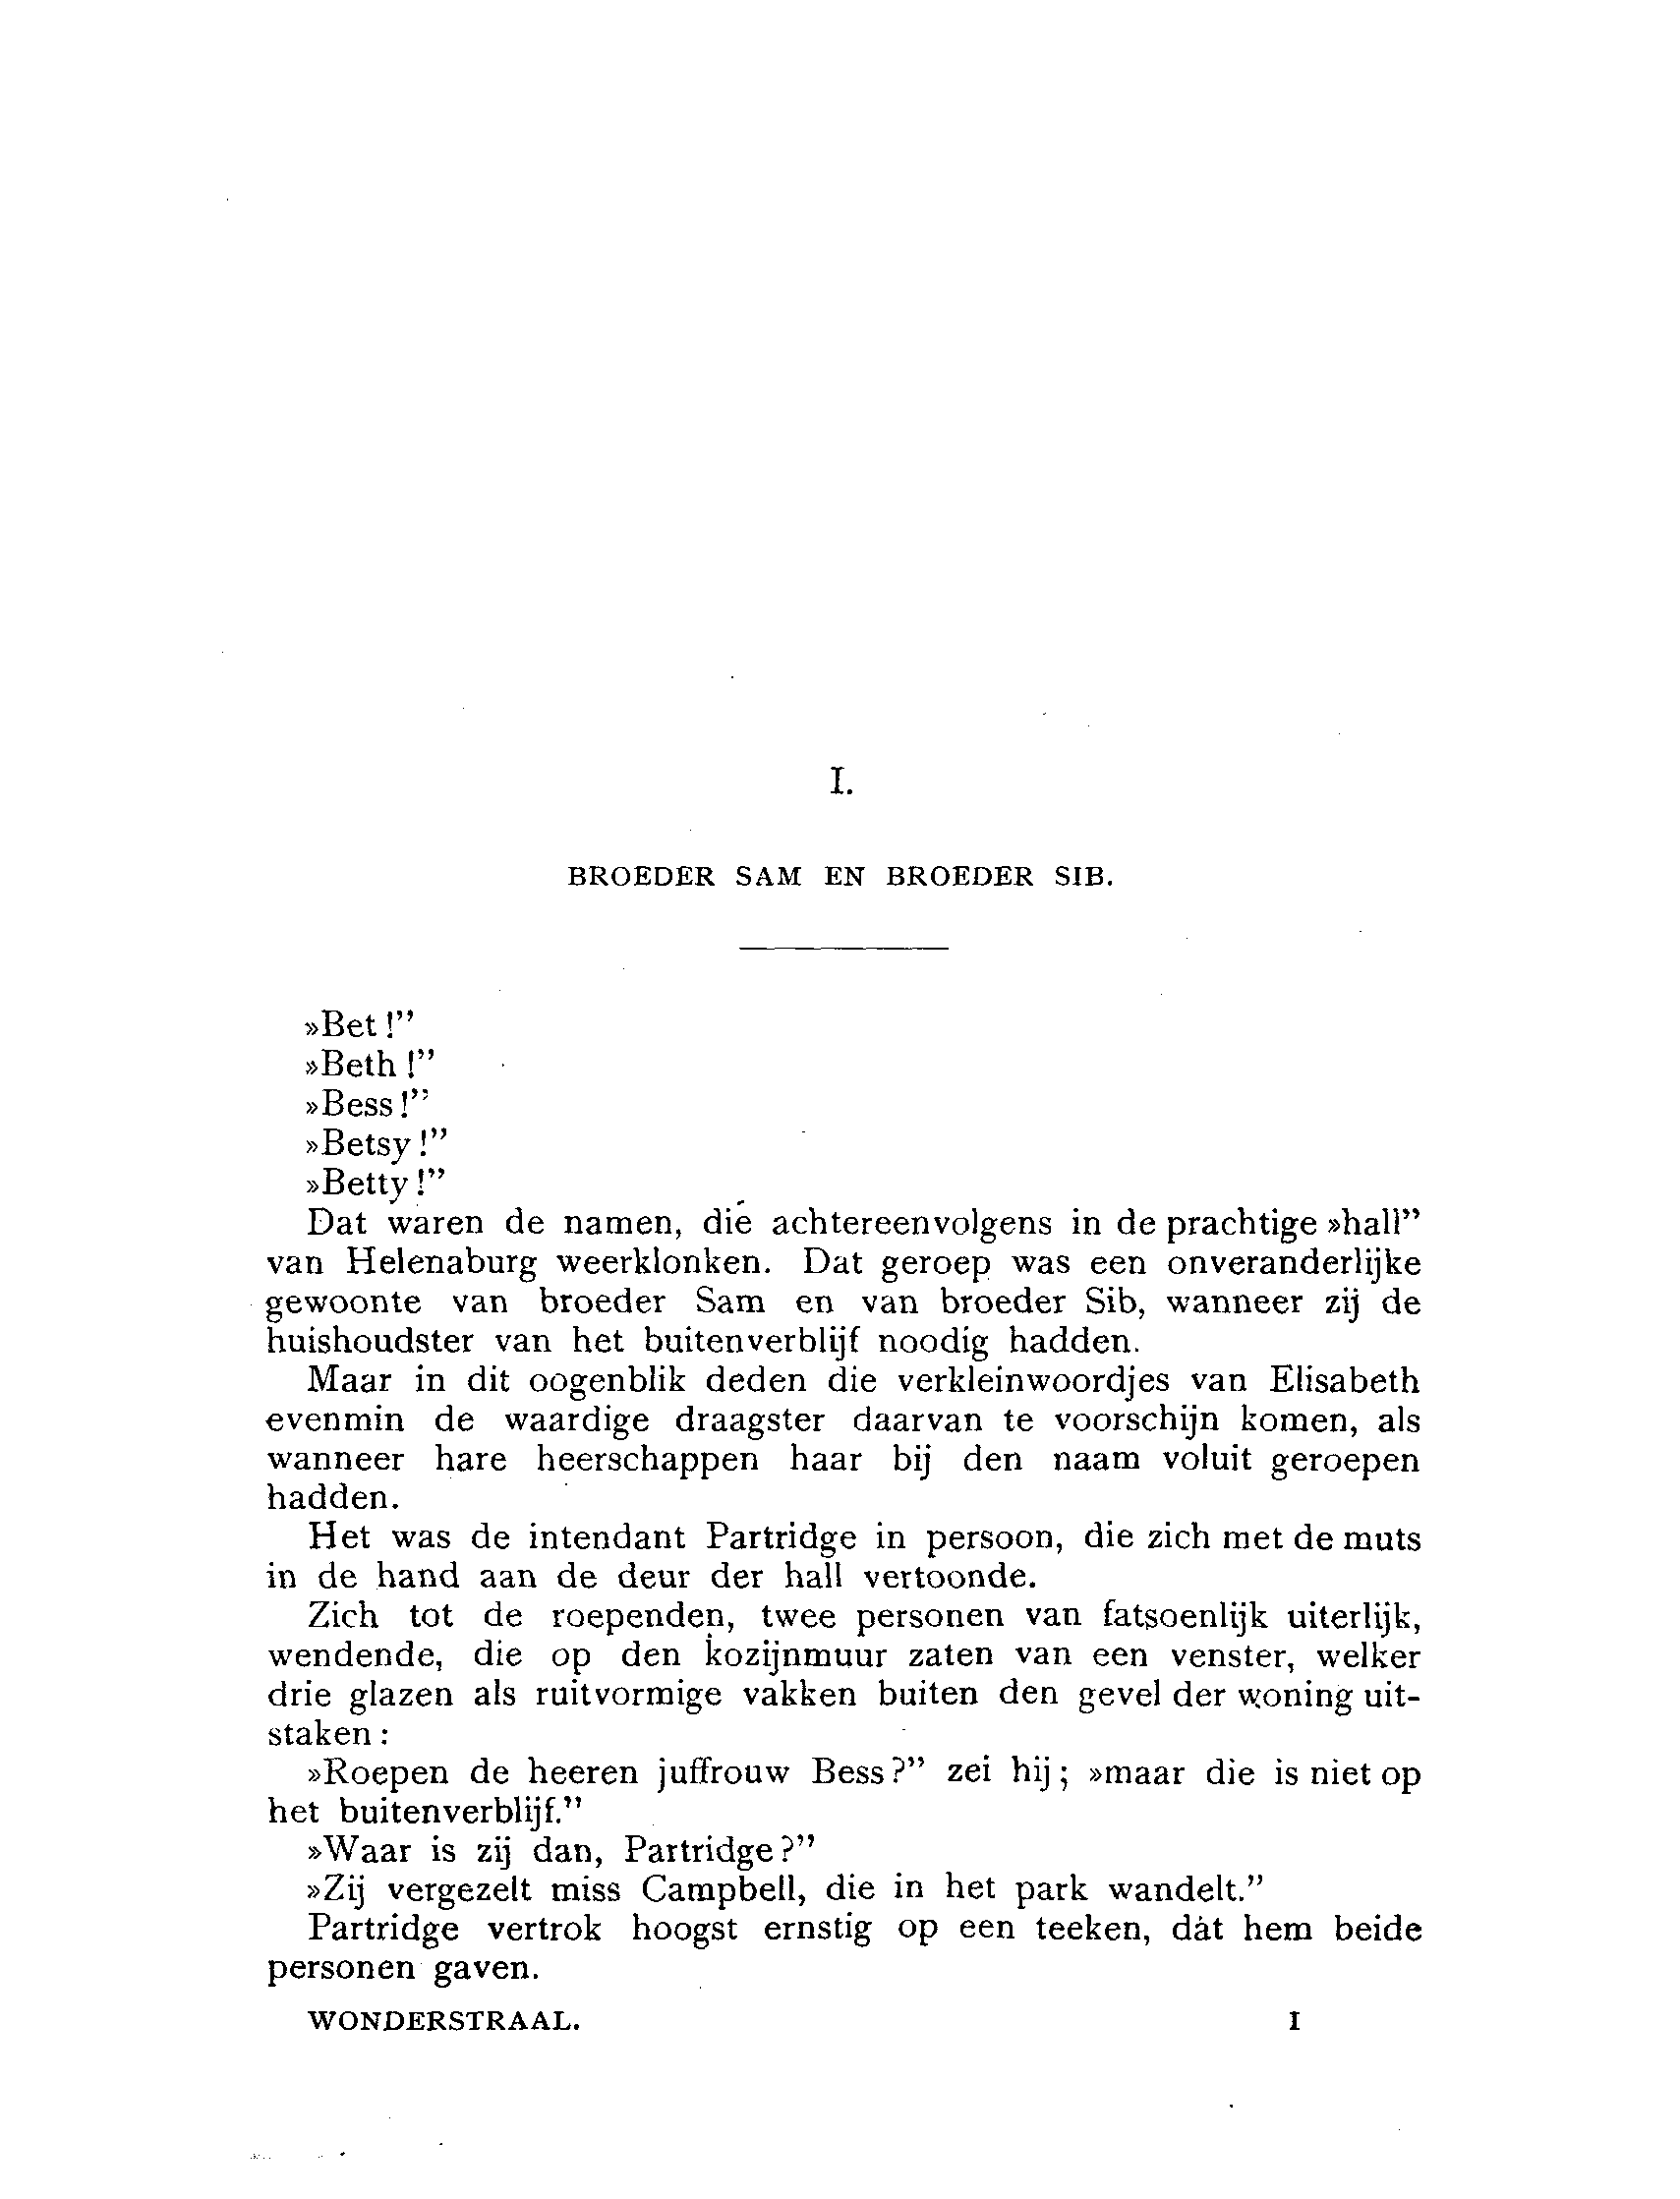 I.
BROEDER SAM EN BROEDER SIB.
»Bet!”
»Beth!”
»Bess!”
»Betsy!”
»Betty!”
Dat waren de namen, die achtereenvolgens in de prachtige »hall”
van Helenaburg weerklonken. Dat geroep was een onveranderlijke
gewoonte van broeder Sam en van broeder Sib, wanneer zij de
huishoudster van het buitenverblijf noodig hadden.
Maar in dit oogenblik deden die verkleinwoordjes van Elisabeth
evenmin de waardige draagster daarvan te voorschijn komen, als
wanneer hare heerschappen haar bij den naam voluit geroepen
hadden.
Het was de intendant Partridge in persoon, die zich met de muts
in de hand aan de deur der hall vertoonde.
Zich tot de roependen, twee personen van fatsoenlijk uiterlijk,
wendende, die op den kozijnmuur zaten van een venster, welker
drie glazen als ruitvormige vakken buiten den gevel der woning uit-
staken:
»Roepen de heeren juffrouw Bess?” zei hij; »maar die is niet op
het buitenverblijf.”
»Waar is zij dan, Partridge?”
»Zij vergezelt miss Campbell, die in het park wandelt.”
Partridge vertrok hoogst ernstig op een teeken, dat hem beide
personen gaven.
WONDERSTRAAL. I